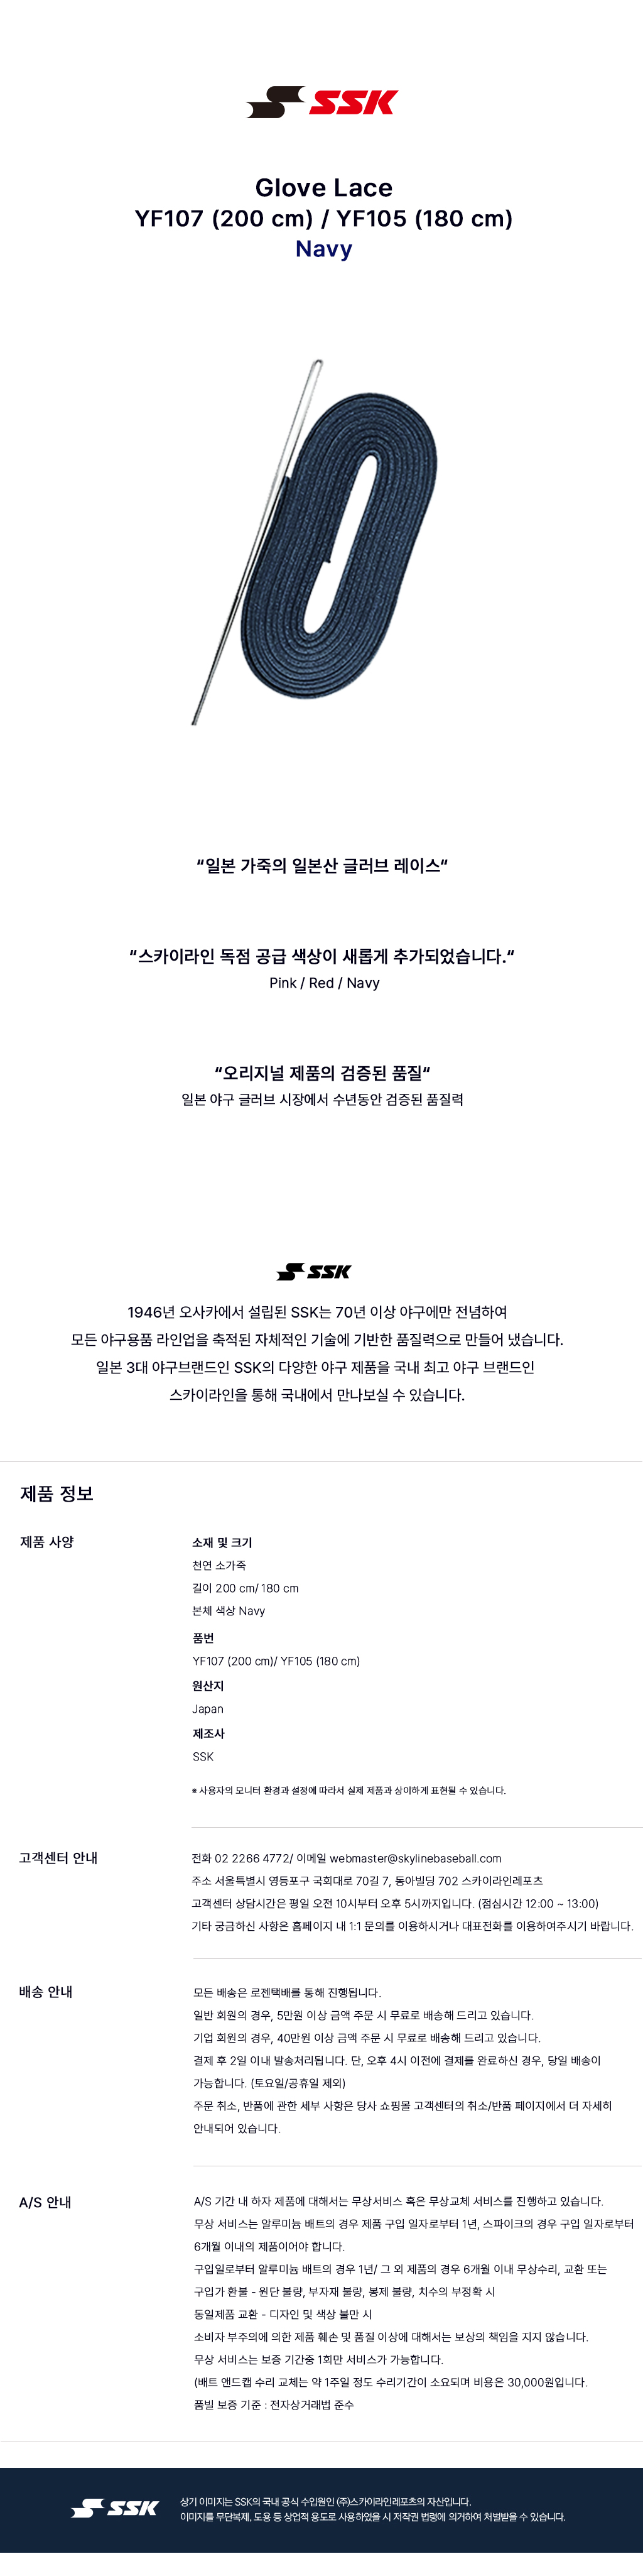 SSK
Glove Lace
YF107 (200 cm) / YF105 (180 cm)
Navy
“일본 가죽의 일본산 글러브 레이스“
“스카이라인 독점 공급 색상이 새롭게 추가되었습니다.“
Pink / Red / Navy
“오리지널 제품의 검증된 품질“
일본 야구 글러브 시장에서 수년동안 검증된 품질력
SSK
1946년 오사카에서 설립된 SSK는 70년 이상 야구에만 전념하여
모든 야구용품 라인업을 축적된 자체적인 기술에 기반한 품질력으로 만들어 냈습니다.
일본 3대 야구브랜드인 SSK의 다양한 야구 제품을 국내 최고 야구 브랜드인
스카이라인을 통해 국내에서 만나보실 수 있습니다.
제품 정보
제품 사양
소재 및 크기
천연 소가죽
길이 200 cm/ 180 cm
본체 색상 Navy
품번
YF107 (200 cm)/ YF105 (180 cm)
원산지
Japan
제조사
SSK
※ 사용자의 모니터 환경과 설정에 따라서 실제 제품과 상이하게 표현될 수 있습니다.
고객센터 안내
전화 02 2266 4772/ 이메일 webmaster@skylinebaseball.com
주소 서울특별시 영등포구 국회대로 70길 7, 동아빌딩 702 스카이라인레포츠
고객센터 상담시간은 평일 오전 10시부터 오후 5시까지입니다. (점심시간 12:00 ~ 13:00)
기타 궁금하신 사항은 홈페이지 내 1:1 문의를 이용하시거나 대표전화를 이용하여주시기 바랍니다.
배송 안내
모든 배송은 로젠택배를 통해 진행됩니다.
일반 회원의 경우, 5만원 이상 금액 주문 시 무료로 배송해 드리고 있습니다.
기업 회원의 경우, 40만원 이상 금액 주문 시 무료로 배송해 드리고 있습니다.
결제 후 2일 이내 발송처리됩니다. 단, 오후 4시 이전에 결제를 완료하신 경우, 당일 배송이
가능합니다. (토요일/공휴일 제외)
주문 취소, 반품에 관한 세부 사항은 당사 쇼핑몰 고객센터의 취소/반품 페이지에서 더 자세히
안내되어 있습니다.
A/S 안내
A/S 기간 내 하자 제품에 대해서는 무상서비스 혹은 무상교체 서비스를 진행하고 있습니다.
무상 서비스는 알루미늄 배트의 경우 제품 구입 일자로부터 1년, 스파이크의 경우 구입 일자로부터
6개월 이내의 제품이어야 합니다.
구입일로부터 알루미늄 배트의 경우 1년/ 그 외 제품의 경우 6개월 이내 무상수리, 교환 또는
구입가 환불 - 원단 불량, 부자재 불량, 봉제 불량, 치수의 부정확 시
동일제품 교환 - 디자인 및 색상 불만 시
소비자 부주의에 의한 제품 훼손 및 품질 이상에 대해서는 보상의 책임을 지지 않습니다.
무상 서비스는 보증 기간중 1회만 서비스가 가능합니다.
(배트 앤드캡 수리 교체는 약 1주일 정도 수리기간이 소요되며 비용은 30,000원입니다.
품빌 보증 기준 : 전자상거래법 준수
SSK
상기 이미지는 SSK의 국내 공식 수입원인 (주)스카이라인레포츠의 자산입니다.
이미지를 무단복제, 도용 등 상업적 용도로 사용하였을 시 저작권 법령에 의거하여 처벌받을 수 있습니다.